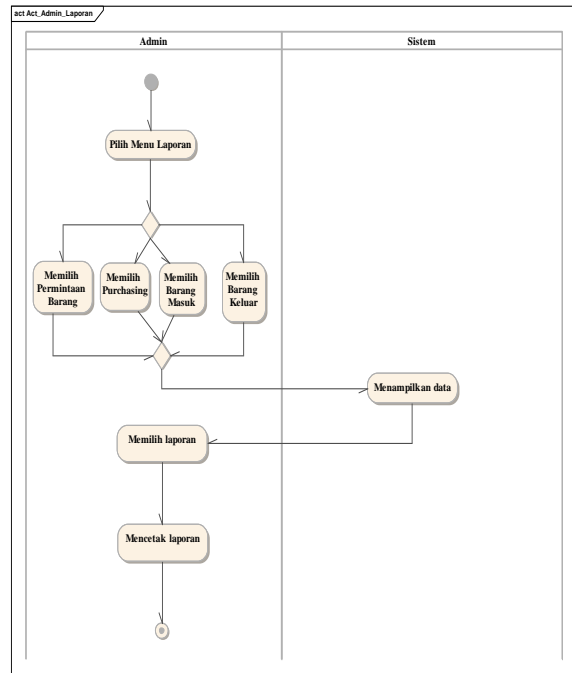 act Act_Admin_Laporan
Admin
Sistem
Pilih Menu Laporan
Memilih
Permintaan
Barang
Memilih
Purchasing
Memilih
Barang
Masuk
Memilih
Barang
Keluar
Menampilkan data
Memilih laporan
Mencetak laporan